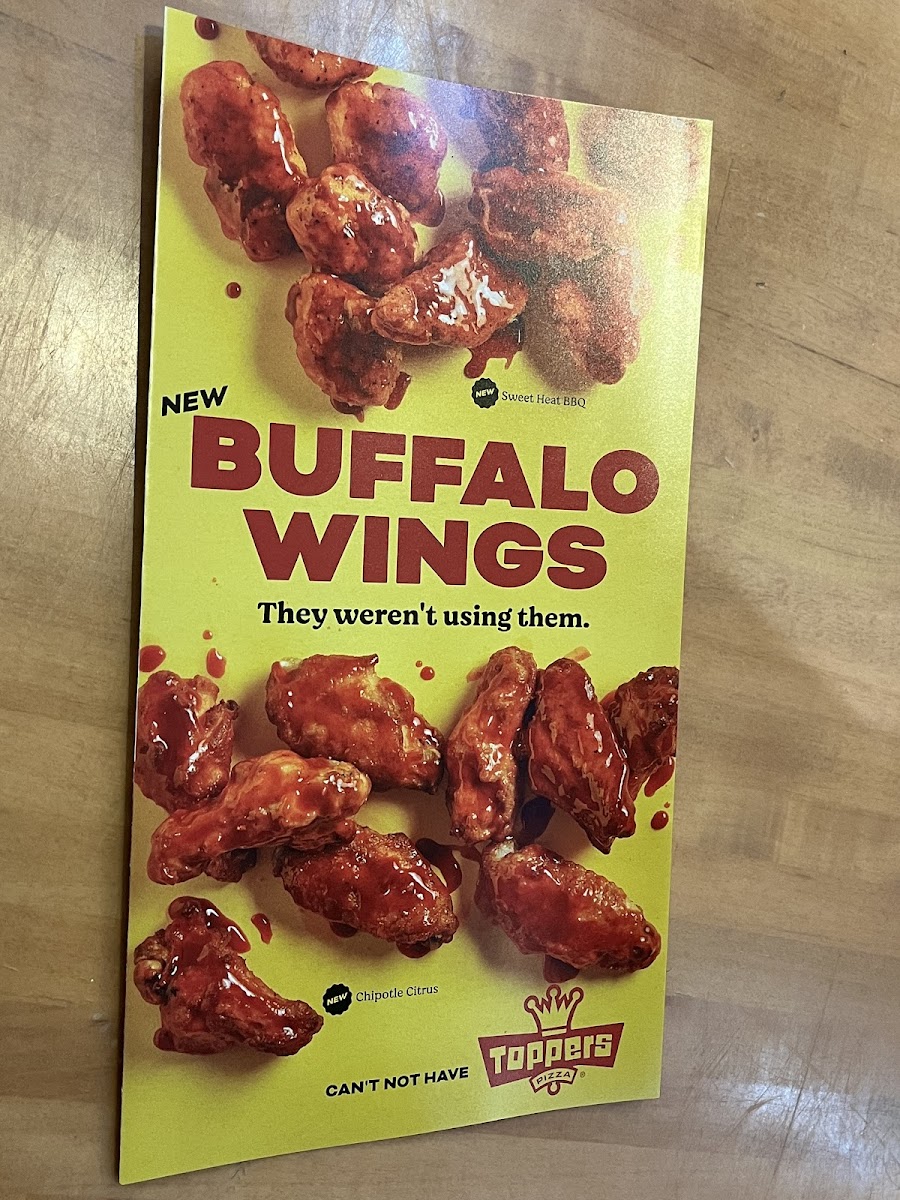 NEW Sweet Heat BBQ
NEW
BUFFALO
WINGS
They weren't using them.
NEW Chipotle Citrus
CAN'T NOT HAVE
TOPPERS
PIZZA ®